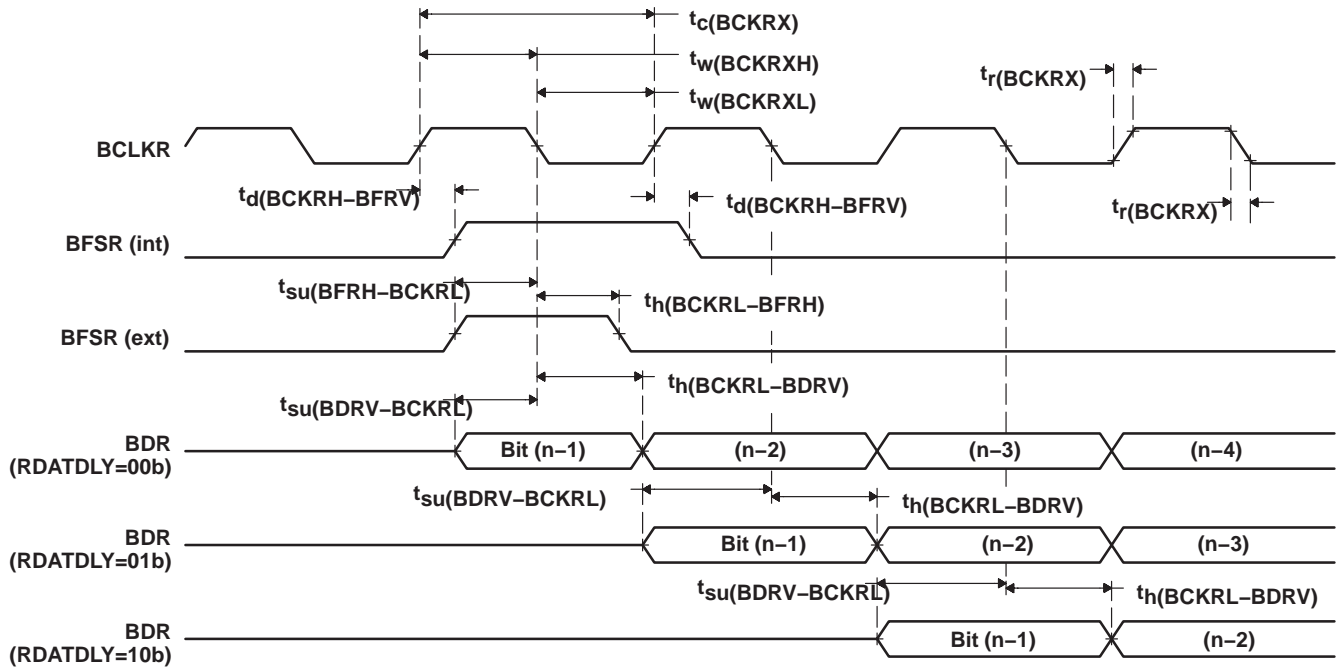 tc(BCKRX)
tw(BCKRXH)
tr(BCKRX)
tw(BCKRXL)
BCLKR
td(BCKRH−BFRV)
td(BCKRH−BFRV)
tr(BCKRX)
BFSR (int)
tsu(BFRH−BCKRL)
th(BCKRL−BFRH)
BFSR (ext)
th(BCKRL−BDRV)
tsu(BDRV−BCKRL)
BDR
(RDATDLY=00b)
Bit (n−1) (n−2) (n−3) (n−4)
tsu(BDRV−BCKRL)
th(BCKRL−BDRV)
BDR
(RDATDLY=01b)
Bit (n−1) (n−2) (n−3)
tsu(BDRV−BCKRL)
th(BCKRL−BDRV)
BDR
(RDATDLY=10b)
Bit (n−1) (n−2)